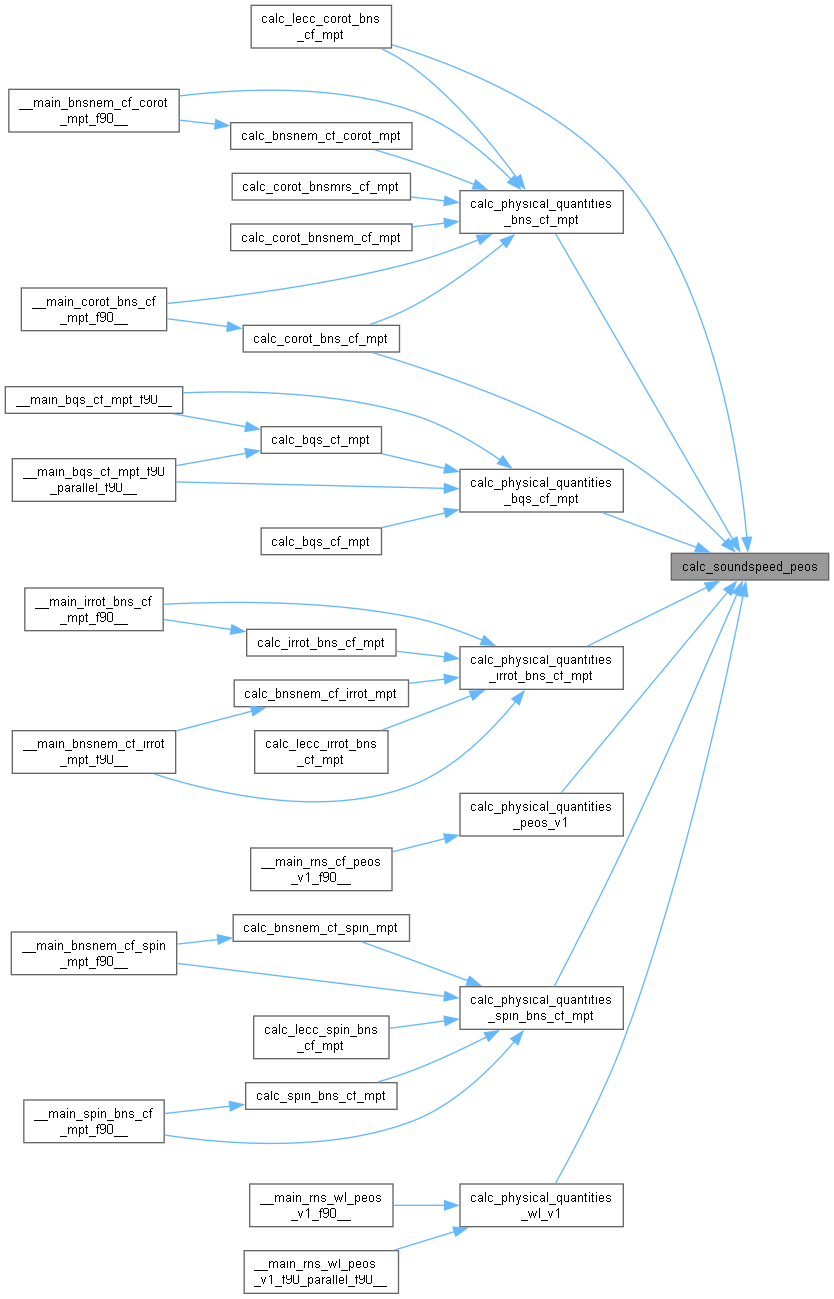 calc_lecc_corot_bns
_cf_mpt
__main_bnsnem_cf_corot
_mpt_f90__
calc_bnsnem_cf_corot_mpt
calc_corot_bnsmrs_cf_mpt
calc_physical_quantities
_bns_cf_mpt
calc_corot_bnsnem_cf_mpt
__main_corot_bns_cf
_mpt_f90__
calc_corot_bns_cf_mpt
__main_bqs_cf_mpt_f90__
calc_bqs_cf_mpt
__main_bqs_cf_mpt_f90
_parallel_f90__
calc_physical_quantities
_bqs_cf_mpt
calc_bqs_cf_mpt
calc_soundspeed_peos
__main_irrot_bns_cf
_mpt_f90__
calc_irrot_bns_cf_mpt
calc_physical_quantities
_irrot_bns_cf_mpt
calc_bnsnem_cf_irrot_mpt
__main_bnsnem_cf_irrot
_mpt_f90__
calc_lecc_irrot_bns
_cf_mpt
calc_physical_quantities
_peos_v1
__main_rns_cf_peos
_v1_f90__
calc_bnsnem_cf_spin_mpt
__main_bnsnem_cf_spin
_mpt_f90__
calc_physical_quantities
_spin_bns_cf_mpt
calc_lecc_spin_bns
_cf_mpt
calc_spin_bns_cf_mpt
__main_spin_bns_cf
_mpt_f90__
__main_rns_wl_peos
_v1_f90__
calc_physical_quantities
_wl_v1
__main_rns_wl_peos
_v1_f90_parallel_f90__